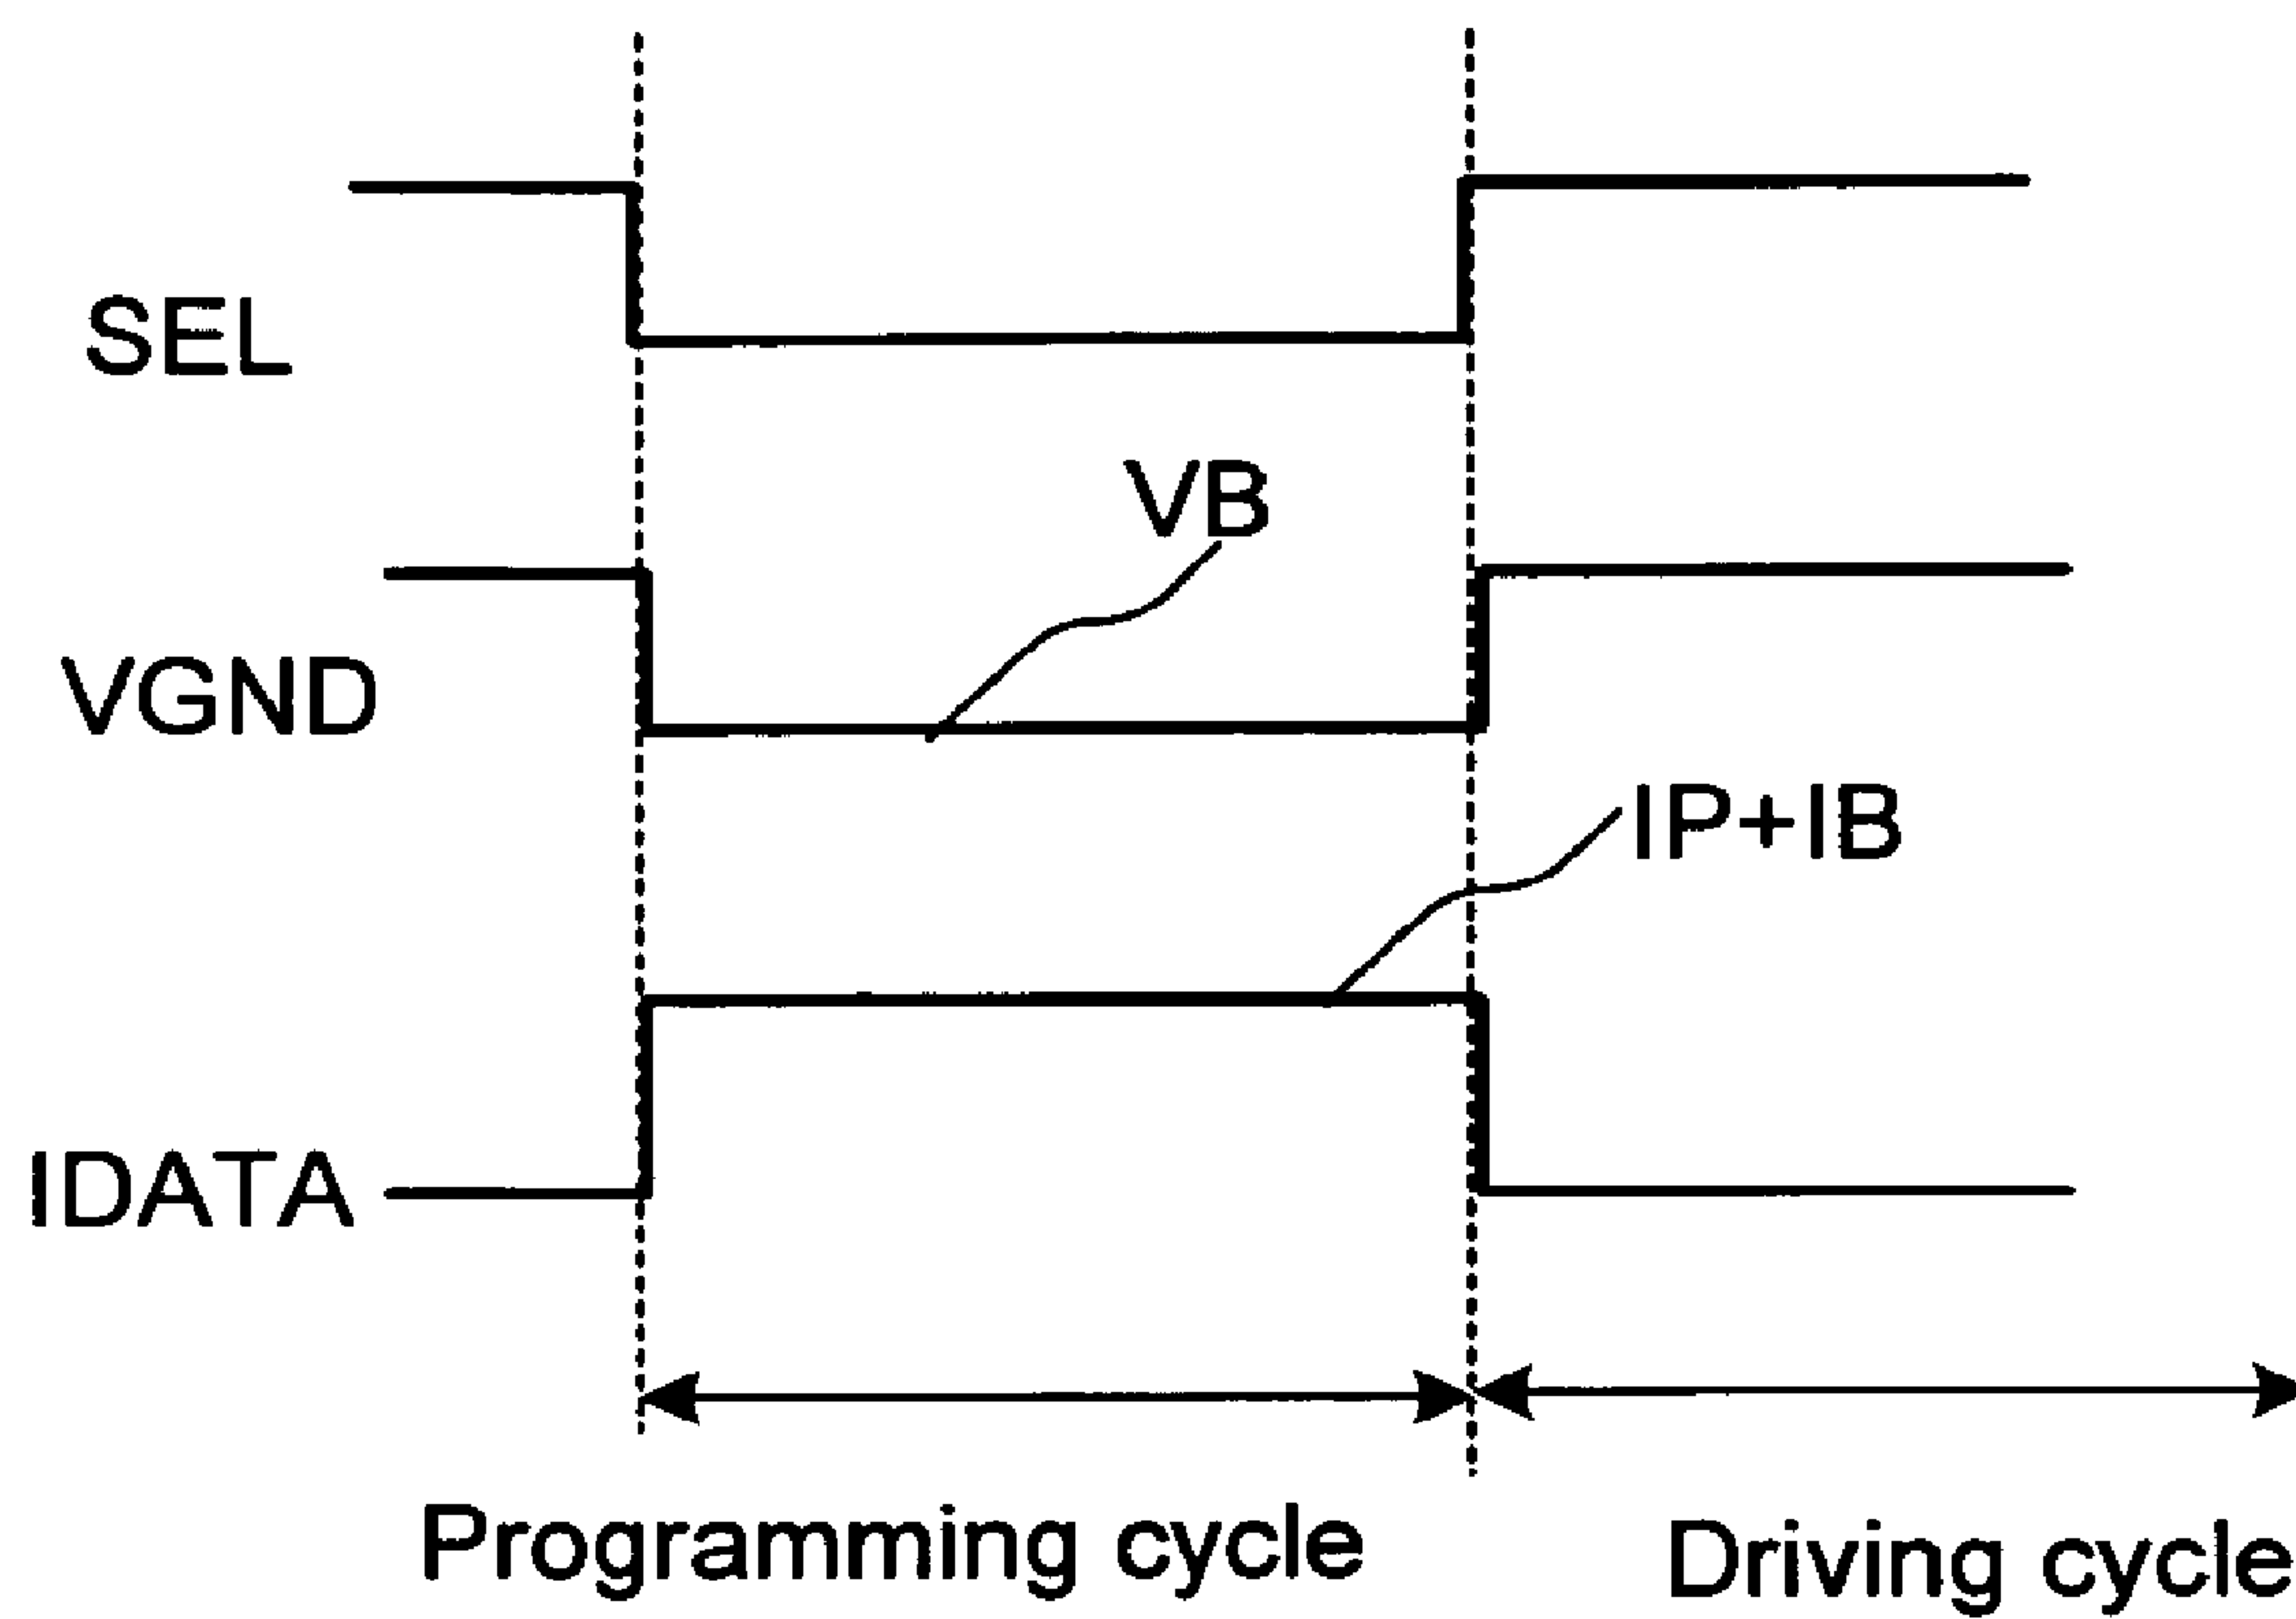 SEL
VB
VGND
IP+IB
IDATA
Programming cycle
Driving cycle